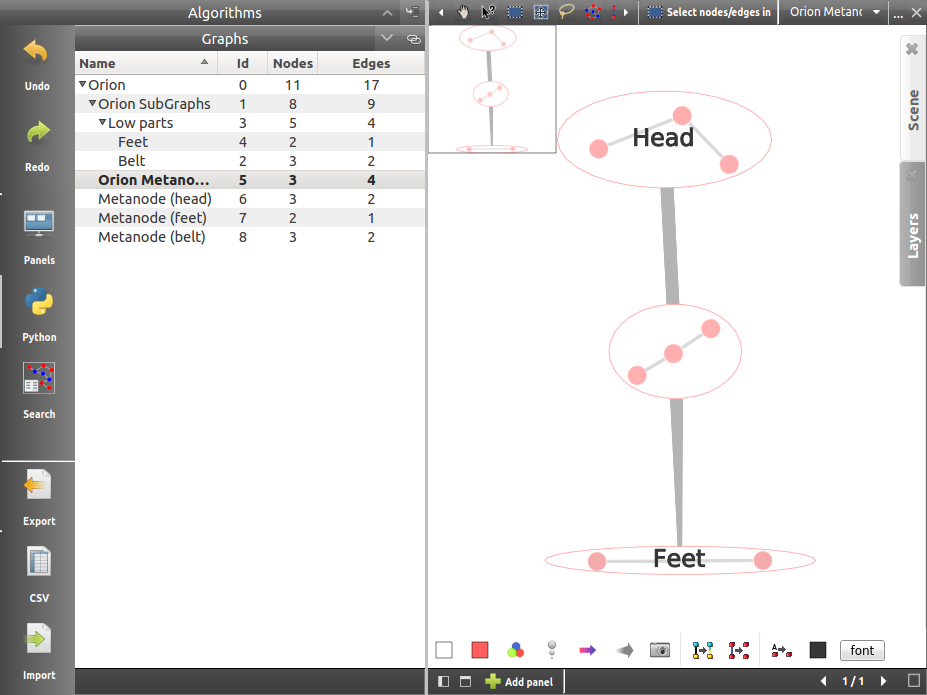 Algorithms
Select nodes/edges in
Orion Metanc
...
Graphs
Name Id Nodes Edges
Orion 0 11 17
Orion SubGraphs 1 8 9
Low parts 3 5 4
Feet 4 2 1
Belt 2 3 2
Orion Metano... 5 3 4
Metanode (head) 6 3 2
Metanode (feet) 7 2 1
Metanode (belt) 8 3 2
Undo
Redo
Panels
Python
Search
Export
CSV
Import
Head
Feet
Scene
Layers
font
Add panel
1 / 1